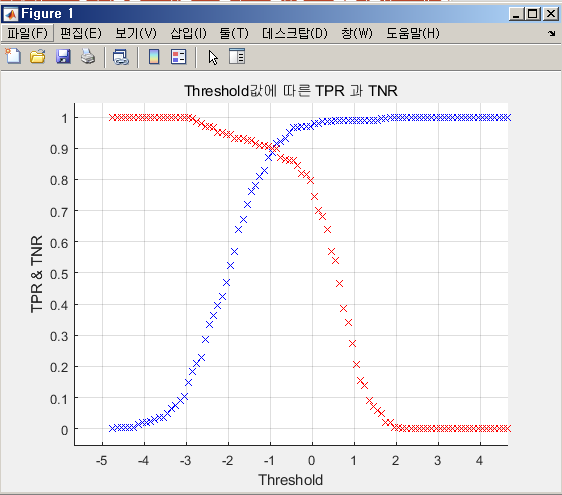 Figure 1
파일(F) 편집(E) 보기(V) 삽입(I) 툴(T) 데스크탑(D) 창(W) 도움말(H)
Threshold값에 따른 TPR 과 TNR
1
0.9
0.8
0.7
0.6
0.5
0.4
0.3
0.2
0.1
0
TPR & TNR
-5 -4 -3 -2 -1 0 1 2 3 4
Threshold